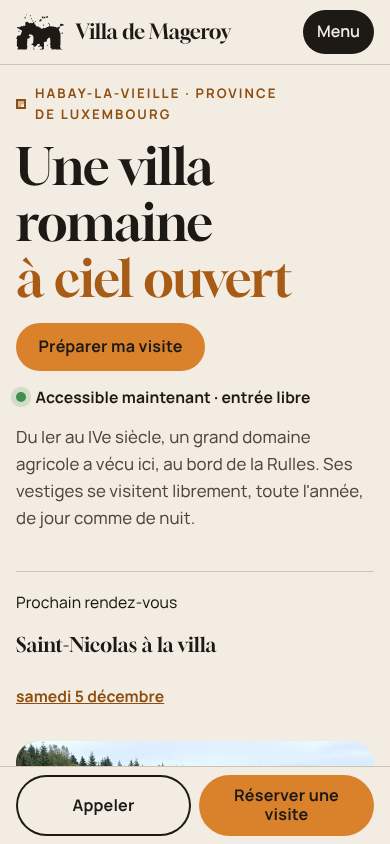 Villa de Mageroy
Menu
HABAY-LA-VIEILLE · PROVINCE
DE LUXEMBOURG
Une villa
romaine
à ciel ouvert
Préparer ma visite
Accessible maintenant · entrée libre
Du Ier au IVe siècle, un grand domaine
agricole a vécu ici, au bord de la Rulles. Ses
vestiges se visitent librement, toute l'année,
de jour comme de nuit.
Prochain rendez-vous
Saint-Nicolas à la villa
samedi 5 décembre
Appeler
Réserver une
visite